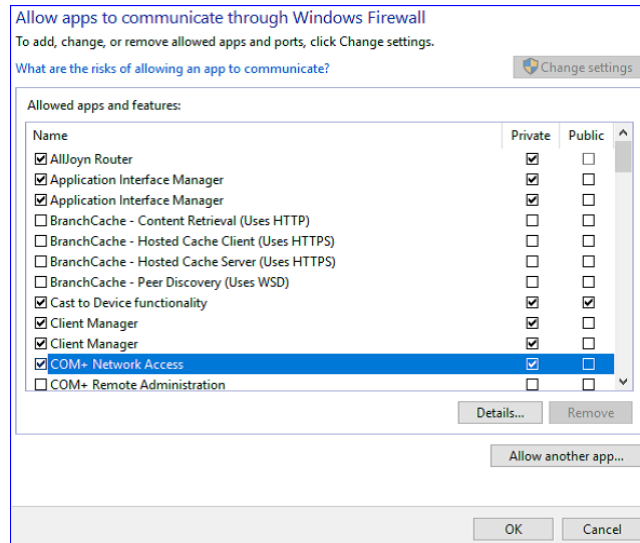 Allow apps to communicate through Windows Firewall
To add, change, or remove allowed apps and ports, click Change settings.
What are the risks of allowing an app to communicate?
Change settings
Allowed apps and features:
Name Private Public
AllJoyn Router
Application Interface Manager
Application Interface Manager
BranchCache - Content Retrieval (Uses HTTP)
BranchCache - Hosted Cache Client (Uses HTTPS)
BranchCache - Hosted Cache Server (Uses HTTPS)
BranchCache - Peer Discovery (Uses WSD)
Cast to Device functionality
Client Manager
Client Manager
COM+ Network Access
COM+ Remote Administration
Details... Remove
Allow another app...
OK Cancel